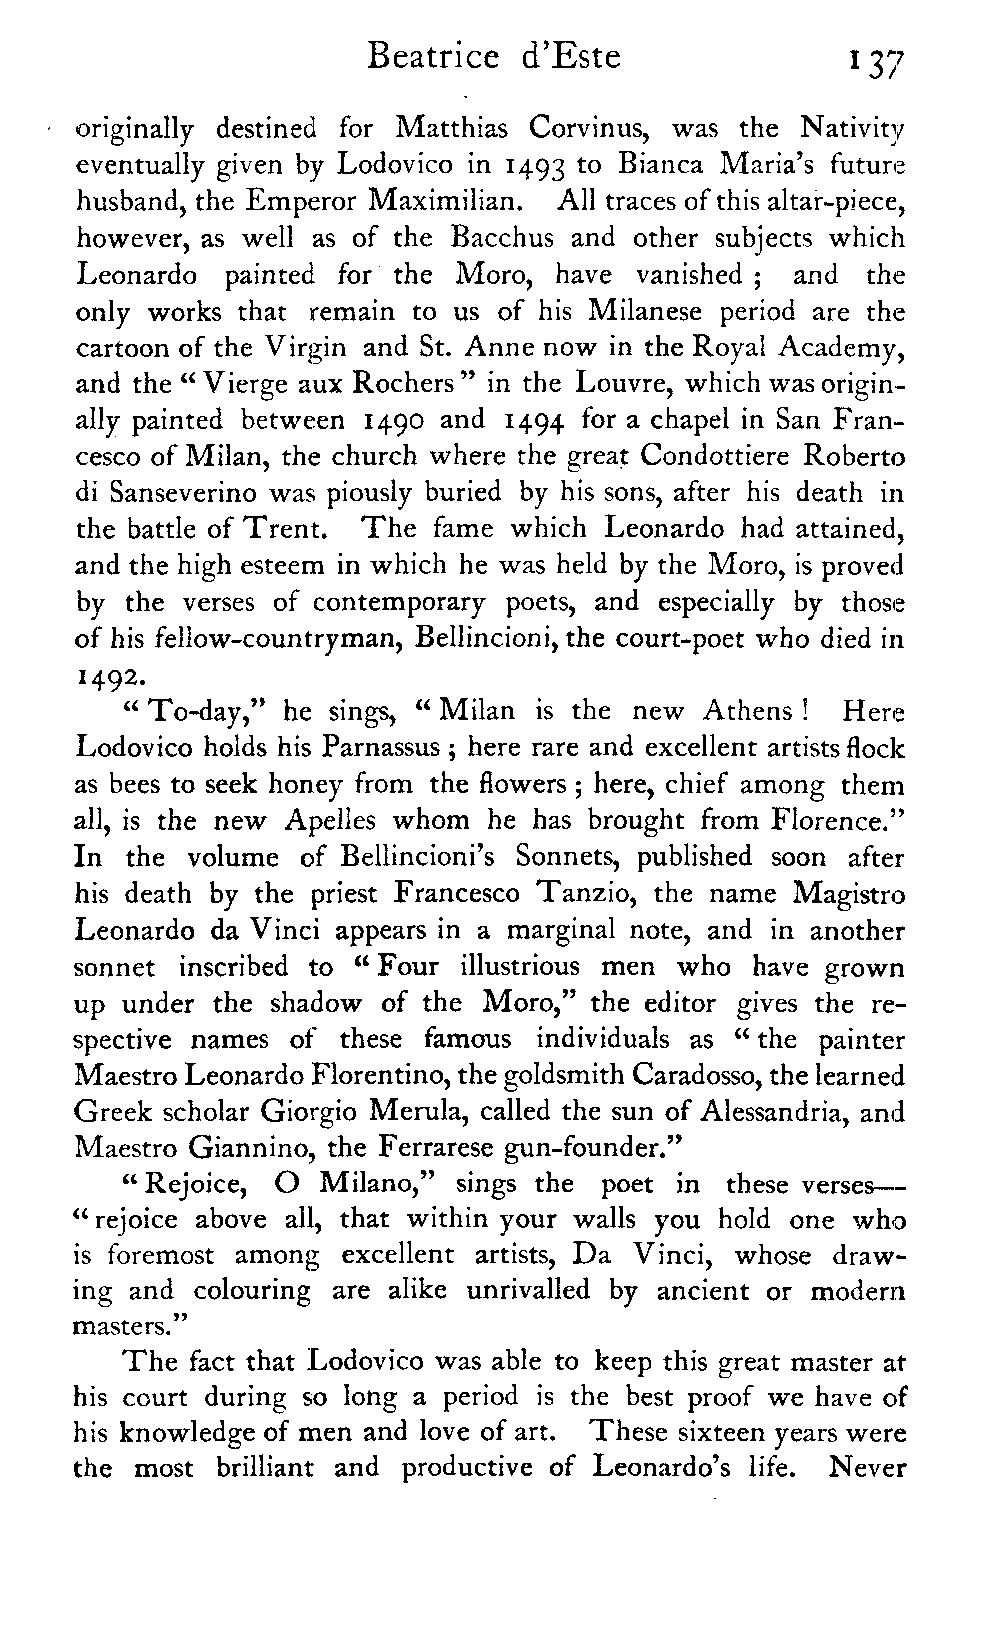 Beatrice d'Este 137
originally destined for Matthias Corvinus, was the Nativity
eventually given by Lodovico in 1493 to Bianca Maria's future
husband, the Emperor Maximilian. All traces of this altar-piece,
however, as well as of the Bacchus and other subjects which
Leonardo painted for the Moro, have vanished ; and the
only works that remain to us of his Milanese period are the
cartoon of the Virgin and St. Anne now in the Royal Academy,
and the “ Vierge aux Rochers ” in the Louvre, which was origin-
ally painted between 1490 and 1494 for a chapel in San Fran-
cesco of Milan, the church where the great Condottiere Roberto
di Sanseverino was piously buried by his sons, after his death in
the battle of Trent. The fame which Leonardo had attained,
and the high esteem in which he was held by the Moro, is proved
by the verses of contemporary poets, and especially by those
of his fellow-countryman, Bellincioni, the court-poet who died in
1492.
“ To-day,” he sings, “ Milan is the new Athens ! Here
Lodovico holds his Parnassus ; here rare and excellent artists flock
as bees to seek honey from the flowers ; here, chief among them
all, is the new Apelles whom he has brought from Florence.”
In the volume of Bellincioni's Sonnets, published soon after
his death by the priest Francesco Tanzio, the name Magistro
Leonardo da Vinci appears in a marginal note, and in another
sonnet inscribed to “ Four illustrious men who have grown
up under the shadow of the Moro,” the editor gives the re-
spective names of these famous individuals as “ the painter
Maestro Leonardo Florentino, the goldsmith Caradosso, the learned
Greek scholar Giorgio Merula, called the sun of Alessandria, and
Maestro Giannino, the Ferrarese gun-founder.”
“ Rejoice, O Milano,” sings the poet in these verses—
“ rejoice above all, that within your walls you hold one who
is foremost among excellent artists, Da Vinci, whose draw-
ing and colouring are alike unrivalled by ancient or modern
masters.”
The fact that Lodovico was able to keep this great master at
his court during so long a period is the best proof we have of
his knowledge of men and love of art. These sixteen years were
the most brilliant and productive of Leonardo's life. Never